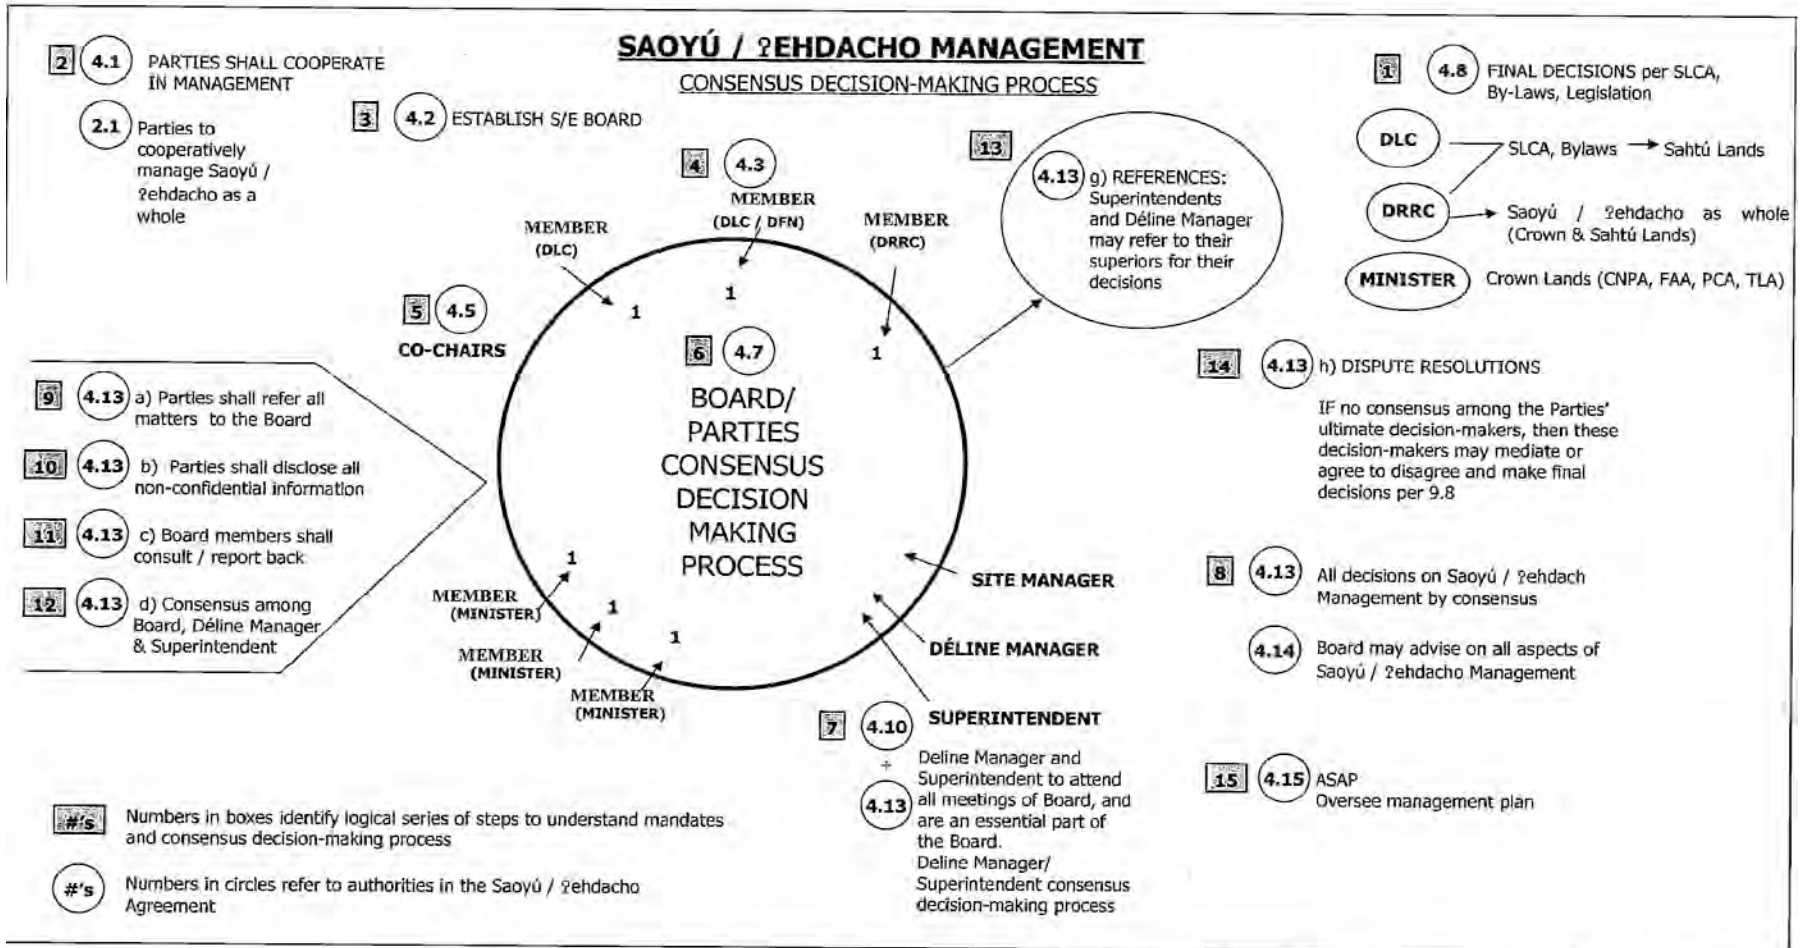 SAOYÚ / ʔEHDACHO MANAGEMENT
CONSENSUS DECISION-MAKING PROCESS
2 4.1 PARTIES SHALL COOPERATE
IN MANAGEMENT
2.1 Parties to
cooperatively
manage Saoyú /
ʔehdacho as a
whole
3 4.2 ESTABLISH S/E BOARD
4 4.3
MEMBER
(DLC / DFN)
MEMBER
(DLC)
MEMBER
(DRRC)
1
1
1
5 4.5
CO-CHAIRS
6 4.7
BOARD/
PARTIES
CONSENSUS
DECISION
MAKING
PROCESS
1
1
1
MEMBER
(MINISTER)
MEMBER
(MINISTER)
MEMBER
(MINISTER)
SITE MANAGER
DÉLINE MANAGER
SUPERINTENDENT
7 4.10
+
4.13
Deline Manager and
Superintendent to attend
all meetings of Board, and
are an essential part of
the Board.
Deline Manager/
Superintendent consensus
decision-making process
9 4.13 a) Parties shall refer all
matters to the Board
10 4.13 b) Parties shall disclose all
non-confidential information
11 4.13 c) Board members shall
consult / report back
12 4.13 d) Consensus among
Board, Déline Manager
& Superintendent
13
4.13 g) REFERENCES:
Superintendents
and Déline Manager
may refer to their
superiors for their
decisions
1 4.8 FINAL DECISIONS per SLCA,
By-Laws, Legislation
DLC
SLCA, Bylaws → Sahtú Lands
DRRC
Saoyú / ʔehdacho as whole
(Crown & Sahtú Lands)
MINISTER Crown Lands (CNPA, FAA, PCA, TLA)
14 4.13 h) DISPUTE RESOLUTIONS
IF no consensus among the Parties'
ultimate decision-makers, then these
decision-makers may mediate or
agree to disagree and make final
decisions per 9.8
8 4.13 All decisions on Saoyú / ʔehdach
Management by consensus
4.14 Board may advise on all aspects of
Saoyú / ʔehdacho Management
15 4.15 ASAP
Oversee management plan
#'s Numbers in boxes identify logical series of steps to understand mandates
and consensus decision-making process
#'s Numbers in circles refer to authorities in the Saoyú / ʔehdacho
Agreement